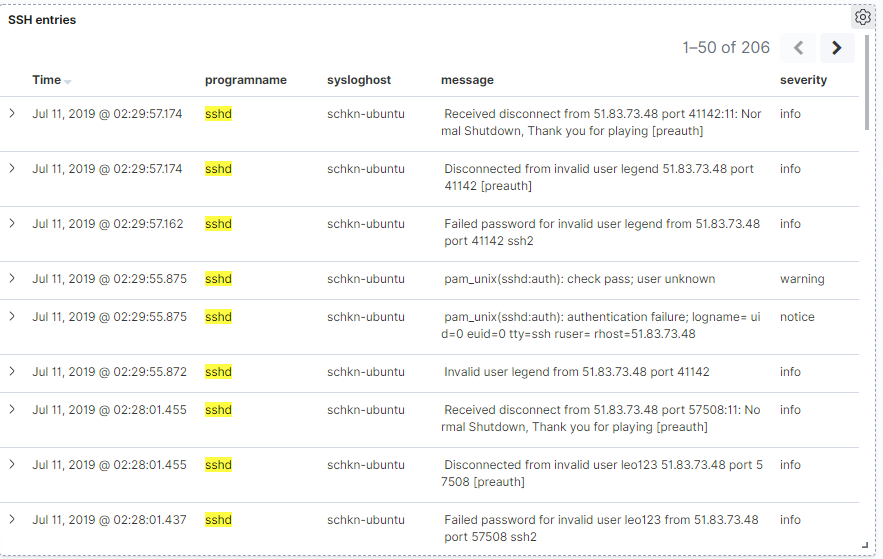 SSH entries
1–50 of 206
Time programname sysloghost message severity
Jul 11, 2019 @ 02:29:57.174 sshd schkn-ubuntu Received disconnect from 51.83.73.48 port 41142:11: Nor info
mal Shutdown, Thank you for playing [preauth]
Jul 11, 2019 @ 02:29:57.174 sshd schkn-ubuntu Disconnected from invalid user legend 51.83.73.48 port info
41142 [preauth]
Jul 11, 2019 @ 02:29:57.162 sshd schkn-ubuntu Failed password for invalid user legend from 51.83.73.48 info
port 41142 ssh2
Jul 11, 2019 @ 02:29:55.875 sshd schkn-ubuntu pam_unix(sshd:auth): check pass; user unknown warning
Jul 11, 2019 @ 02:29:55.875 sshd schkn-ubuntu pam_unix(sshd:auth): authentication failure; logname= ui notice
d=0 euid=0 tty=ssh ruser= rhost=51.83.73.48
Jul 11, 2019 @ 02:29:55.872 sshd schkn-ubuntu Invalid user legend from 51.83.73.48 port 41142 info
Jul 11, 2019 @ 02:28:01.455 sshd schkn-ubuntu Received disconnect from 51.83.73.48 port 57508:11: No info
rmal Shutdown, Thank you for playing [preauth]
Jul 11, 2019 @ 02:28:01.455 sshd schkn-ubuntu Disconnected from invalid user leo123 51.83.73.48 port 5 info
7508 [preauth]
Jul 11, 2019 @ 02:28:01.437 sshd schkn-ubuntu Failed password for invalid user leo123 from 51.83.73.48 info
port 57508 ssh2